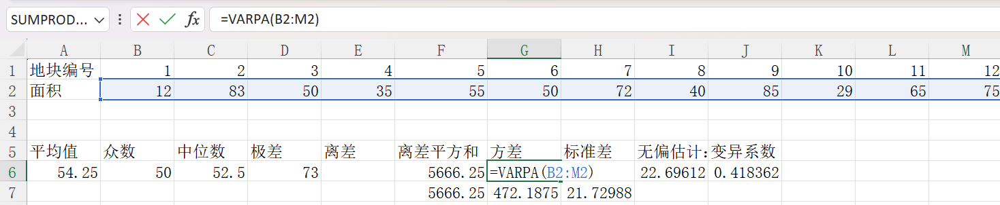 SUMPROD... fx =VARPA(B2:M2)
A B C D E F G H I J K L M
1 地块编号 1 2 3 4 5 6 7 8 9 10 11 12
2 面积 12 83 50 35 55 50 72 40 85 29 65 75
3
4
5 平均值 众数 中位数 极差 离差 离差平方和 方差 标准差 无偏估计: 变异系数
6 54.25 50 52.5 73 5666.25 =VARPA(B2:M2) 22.69612 0.418362
7 5666.25 472.1875 21.72988